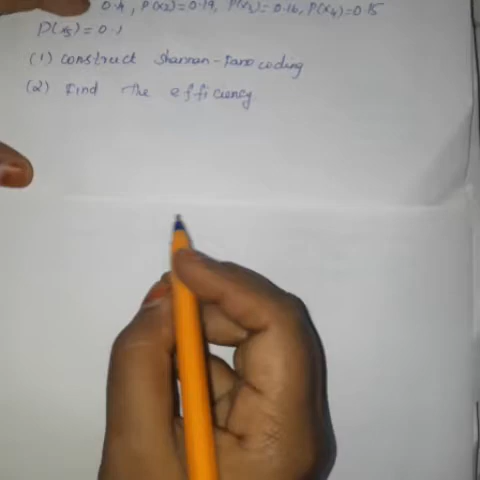 0.4, P(x2)=0.19, P(x3)=0.16, P(x4)=0.15
P(x5)=0.1
(1) construct Shannan-Fano coding
(2) Find the efficiency